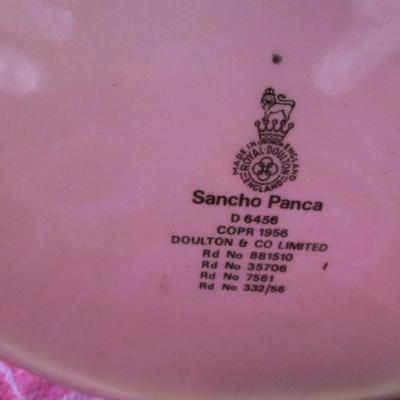 MADE IN ENGLAND
ROYAL DOULTON
ENGLAND
Sancho Panca
D 6456
COPR 1956
DOULTON & CO LIMITED
Rd No 881510
Rd No 35706
Rd No 7561
Rd No 332/56